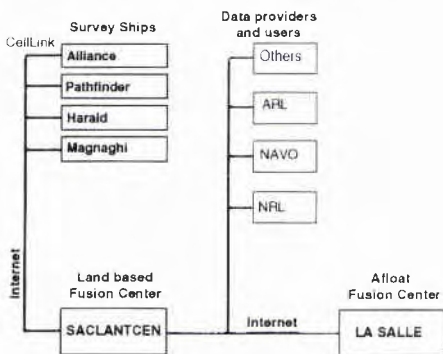 Survey Ships
CellLink
Alliance
Pathfinder
Harald
Magnaghi
Data providers
and users
Others
ARL
NAVO
NRL
Internet
Land based
Fusion Center
SACLANTCEN
Internet
Afloat
Fusion Center
LA SALLE